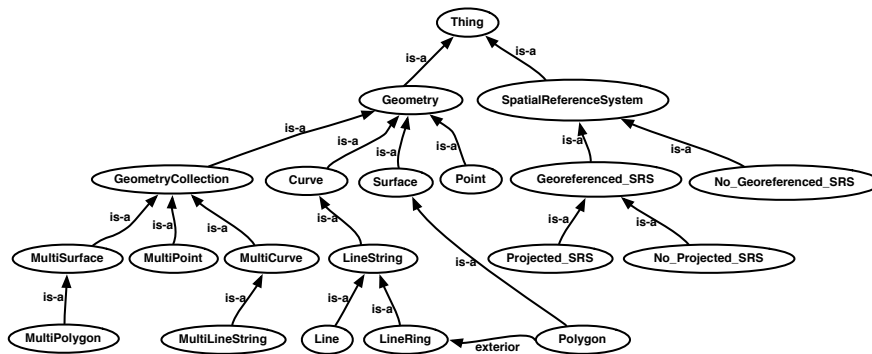 Thing
is-a
is-a
Geometry
SpatialReferenceSystem
is-a
is-a
is-a
is-a
is-a
is-a
GeometryCollection
Curve
Surface
Point
Georeferenced_SRS
No_Georeferenced_SRS
is-a
is-a
is-a
is-a
is-a
is-a
MultiSurface
MultiPoint
MultiCurve
LineString
is-a
Projected_SRS
No_Projected_SRS
is-a
is-a
is-a
is-a
MultiPolygon
MultiLineString
Line
LineRing
exterior
Polygon